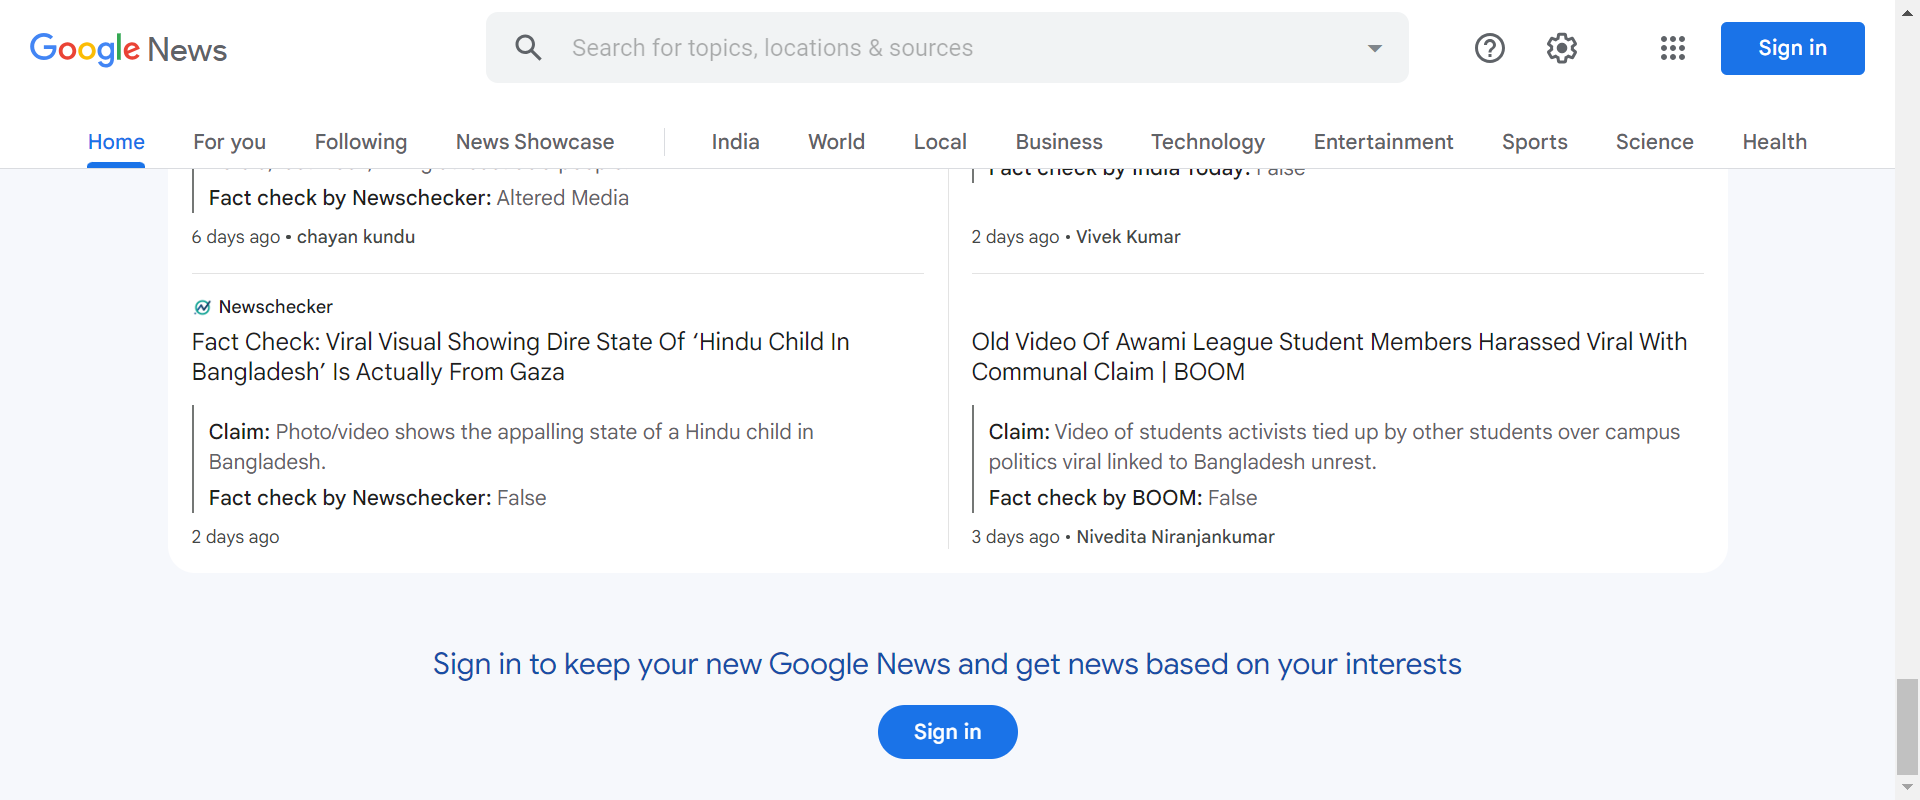 Google News
Search for topics, locations & sources
Sign in
Home
For you
Following
News Showcase
India
World
Local
Business
Technology
Entertainment
Sports
Science
Health
Fact check by Newschecker: Altered Media
6 days ago • chayan kundu
Fact check by India Today: False
2 days ago • Vivek Kumar
Newschecker
Fact Check: Viral Visual Showing Dire State Of ‘Hindu Child In
Bangladesh’ Is Actually From Gaza
Claim: Photo/video shows the appalling state of a Hindu child in
Bangladesh.
Fact check by Newschecker: False
2 days ago
Old Video Of Awami League Student Members Harassed Viral With
Communal Claim | BOOM
Claim: Video of students activists tied up by other students over campus
politics viral linked to Bangladesh unrest.
Fact check by BOOM: False
3 days ago • Nivedita Niranjankumar
Sign in to keep your new Google News and get news based on your interests
Sign in